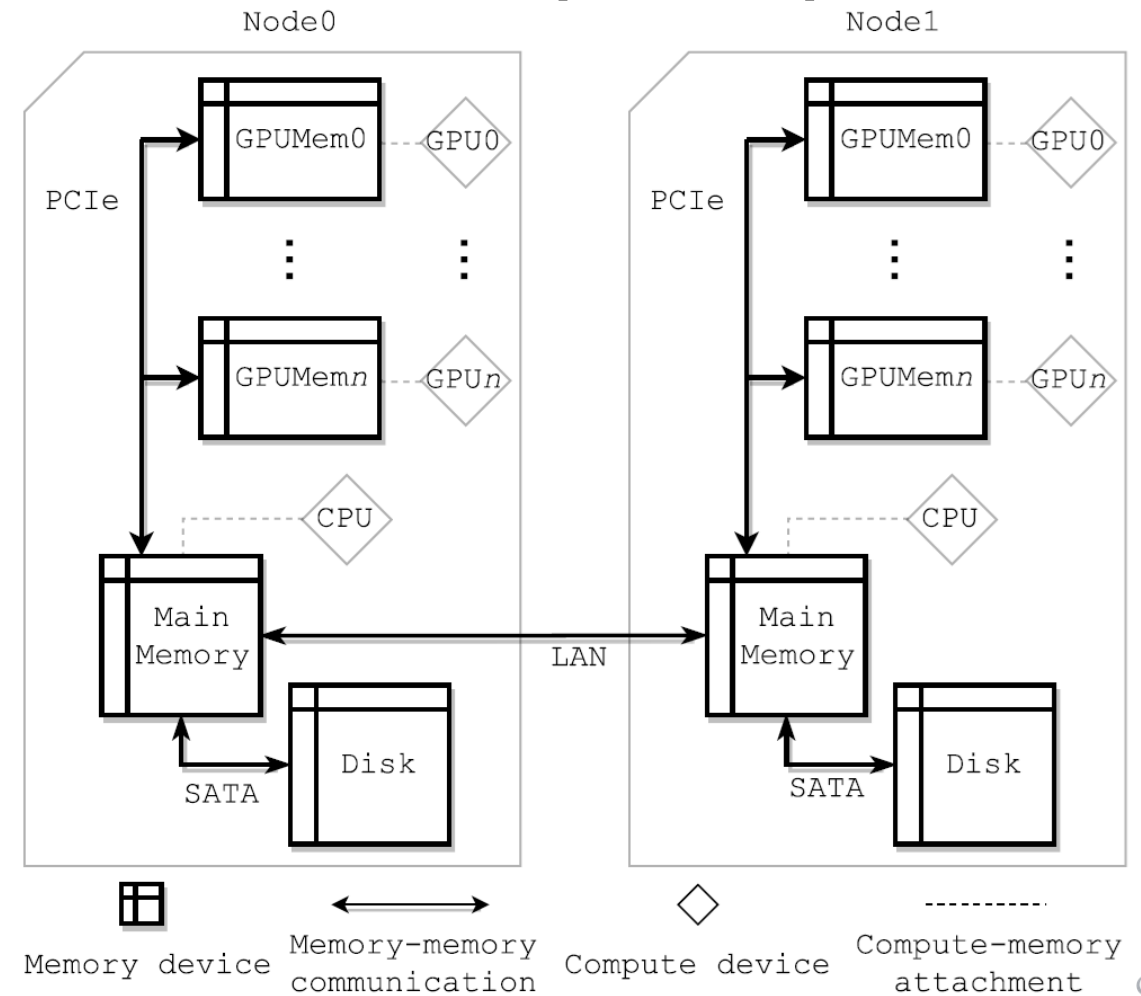 Node0
Node1
GPUMem0
GPU0
PCIe
GPUMemn
GPUn
CPU
Main
Memory
SATA
Disk
LAN
GPUMem0
GPU0
PCIe
GPUMemn
GPUn
CPU
Main
Memory
SATA
Disk
Memory device
Memory-memory
communication
Compute device
Compute-memory
attachment